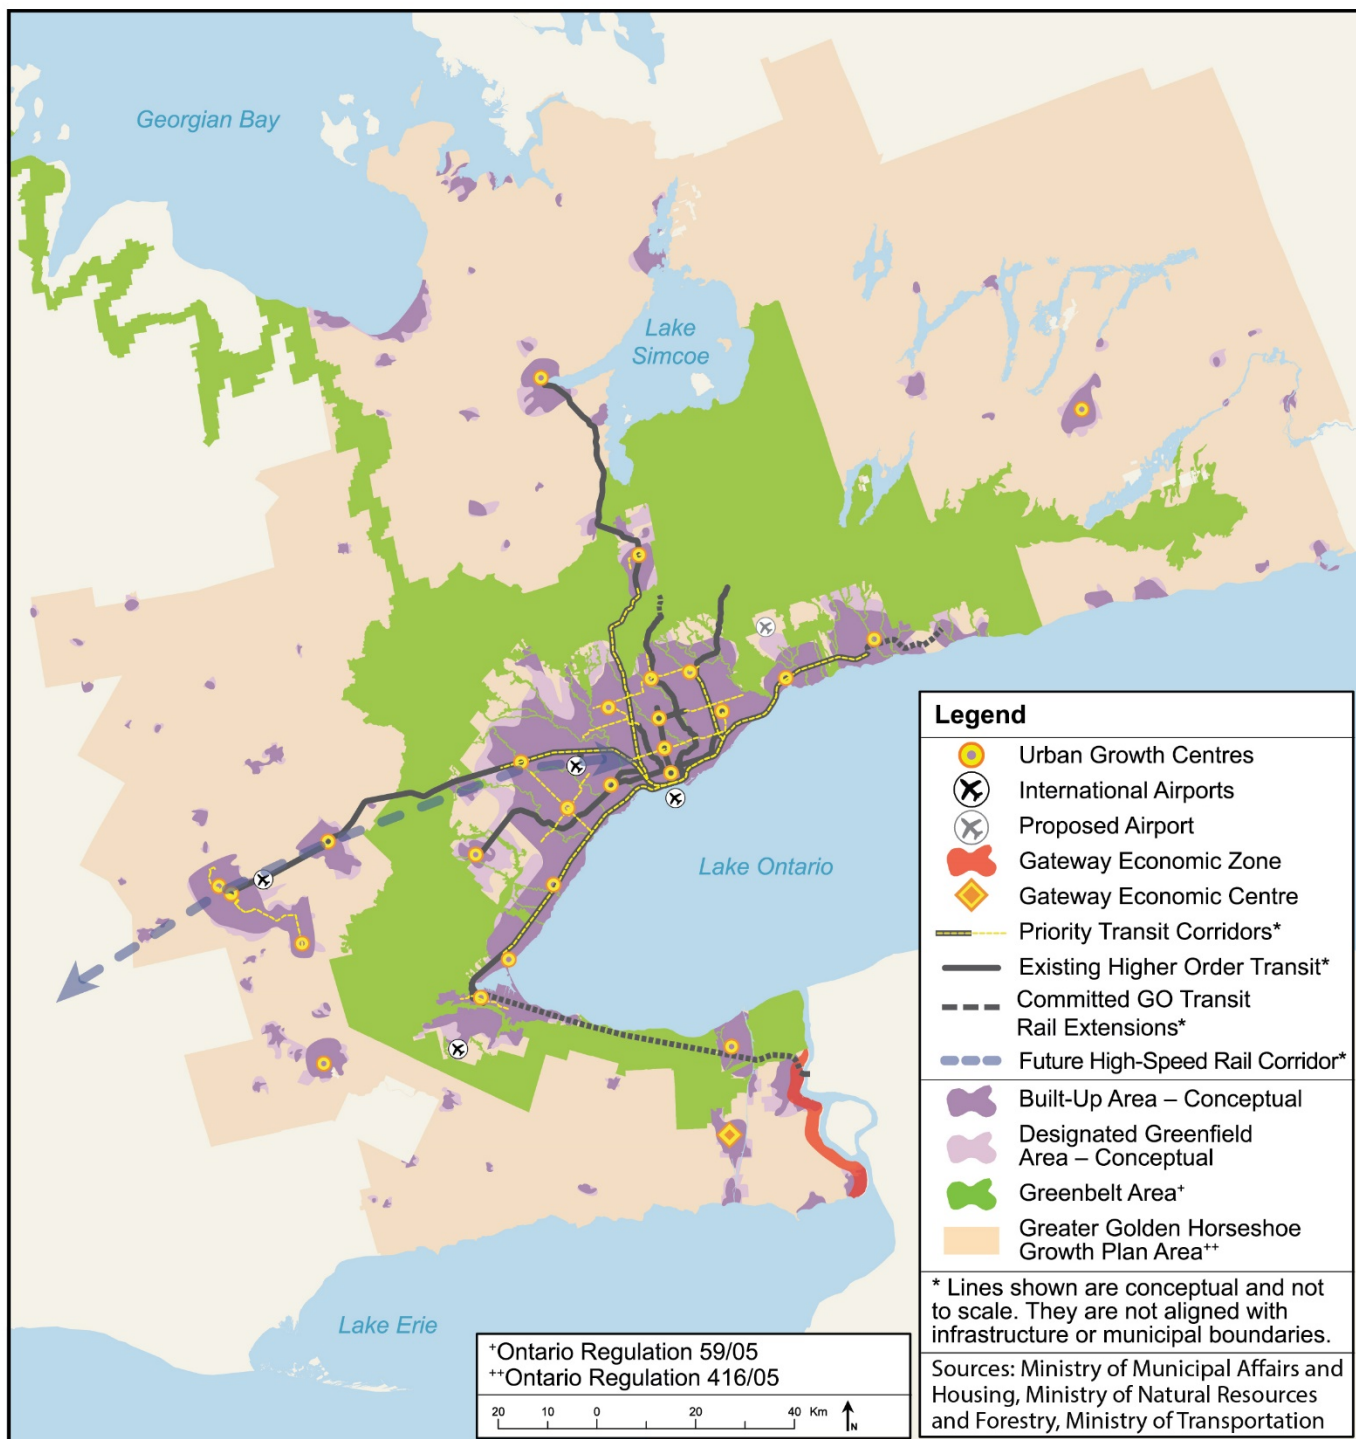 Georgian Bay
Lake
Simcoe
Lake Ontario
Lake Erie
Legend
Urban Growth Centres
International Airports
Proposed Airport
Gateway Economic Zone
Gateway Economic Centre
Priority Transit Corridors*
Existing Higher Order Transit*
Committed GO Transit
Rail Extensions*
Future High-Speed Rail Corridor*
Built-Up Area – Conceptual
Designated Greenfield
Area – Conceptual
Greenbelt Area+
Greater Golden Horseshoe
Growth Plan Area++
* Lines shown are conceptual and not
to scale. They are not aligned with
infrastructure or municipal boundaries.
Sources: Ministry of Municipal Affairs and
Housing, Ministry of Natural Resources
and Forestry, Ministry of Transportation
+Ontario Regulation 59/05
++Ontario Regulation 416/05
20 10 0 20 40 Km
N